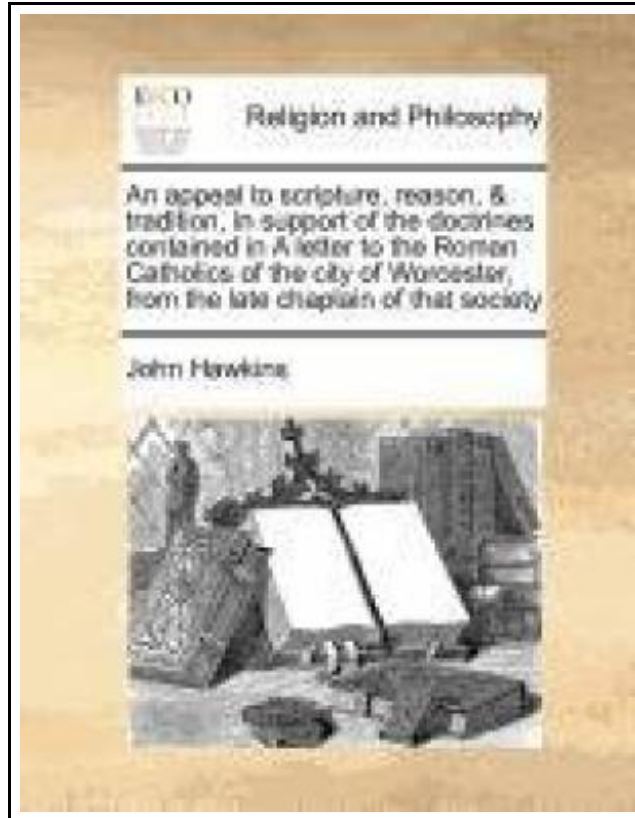 ECCO
Religion and Philosophy
An appeal to scripture, reason, &
tradition, in support of the doctrines
contained in A letter to the Roman
Catholics of the city of Worcester,
from the late chaplain of that society
John Hawkins